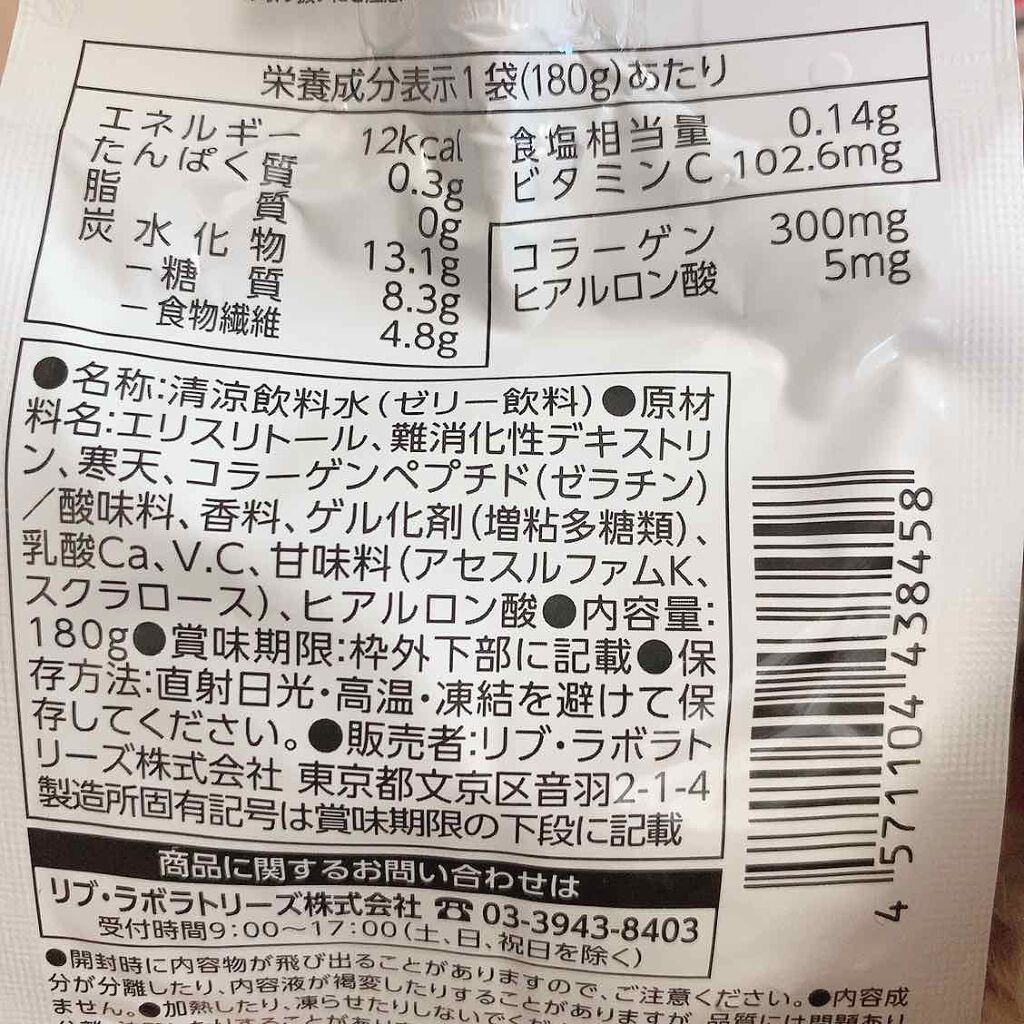 栄養成分表示1袋(180g)あたり
エネルギー 12kcal
たんぱく質 0.3g
脂質 0g
炭水化物 13.1g
－糖質 8.3g
－食物繊維 4.8g
食塩相当量 0.14g
ビタミンC 102.6mg
コラーゲン 300mg
ヒアルロン酸 5mg
●名称:清涼飲料水(ゼリー飲料)●原材
料名:エリスリトール、難消化性デキストリ
ン、寒天、コラーゲンペプチド(ゼラチン)
/酸味料、香料、ゲル化剤(増粘多糖類)、
乳酸Ca、V.C、甘味料(アセスルファムK、
スクラロース)、ヒアルロン酸●内容量:
180g●賞味期限:枠外下部に記載●保
存方法:直射日光・高温・凍結を避けて保
存してください。●販売者:リブ・ラボラト
リーズ株式会社 東京都文京区音羽2-1-4
製造所固有記号は賞味期限の下段に記載
4571104438458
商品に関するお問い合わせは
リブ・ラボラトリーズ株式会社 ☎ 03-3943-8403
受付時間9:00～17:00(土、日、祝日を除く)
●開封時に内容物が飛び出ることがありますので、ご注意ください。●内容成
分が分離したり、内容液が褐変したりすることがありますが、品質には問題あり
ません。●加熱したり、凍らせたりしないでくだ